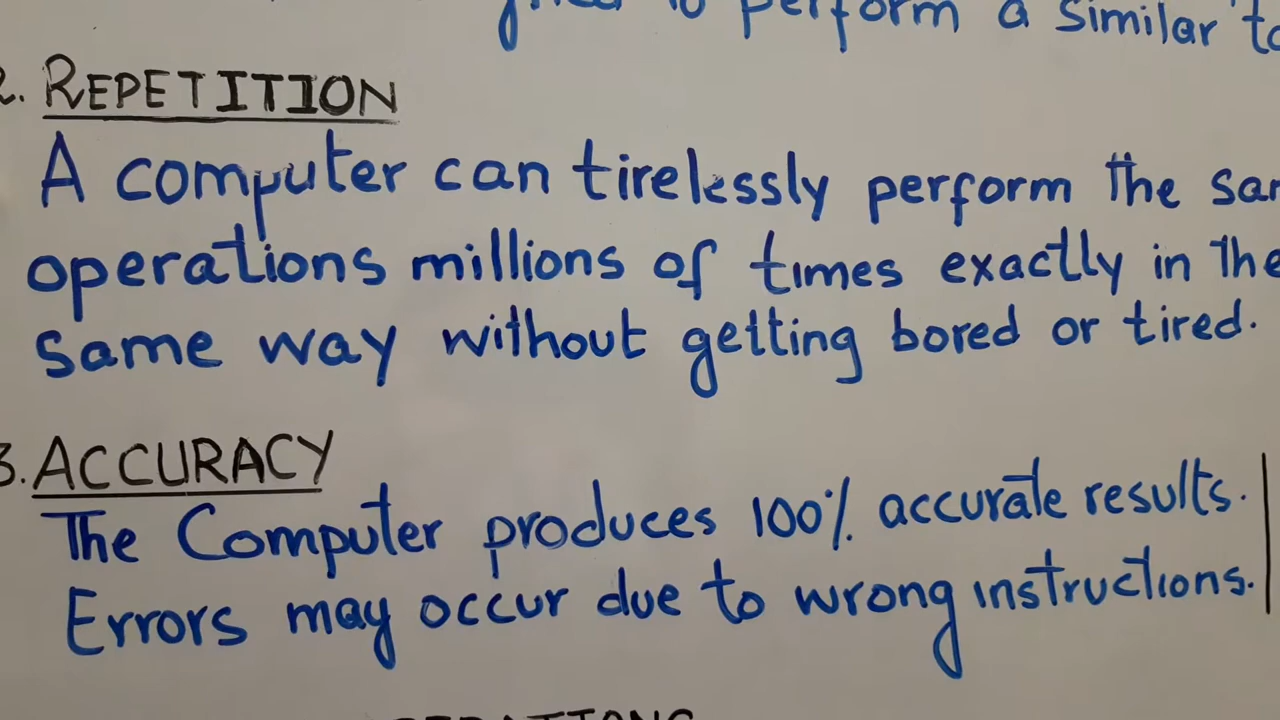 to perform a similar
2. REPETITION
A computer can tirelessly perform the
operations millions of times exactly in the
same way without getting bored or tired.
3. ACCURACY
The Computer produces 100% accurate results.
Errors may occur due to wrong instructions.